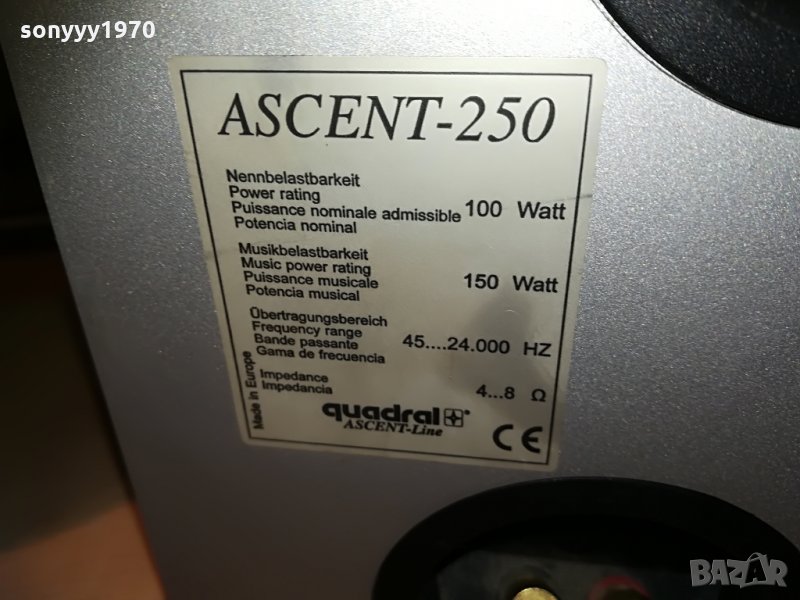 sonyyy1970
ASCENT-250
Nennbelastbarkeit
Power rating
Puissance nominale admissible 100 Watt
Potencia nominal
Musikbelastbarkeit
Music power rating
Puissance musicale 150 Watt
Potencia musical
Übertragungsbereich
Frequency range
Bande passante 45....24.000 HZ
Gama de frecuencia
Impedance
Impedancia 4...8 Ω
Made in Europe
quadral
ASCENT-Line
CE
BAZAR